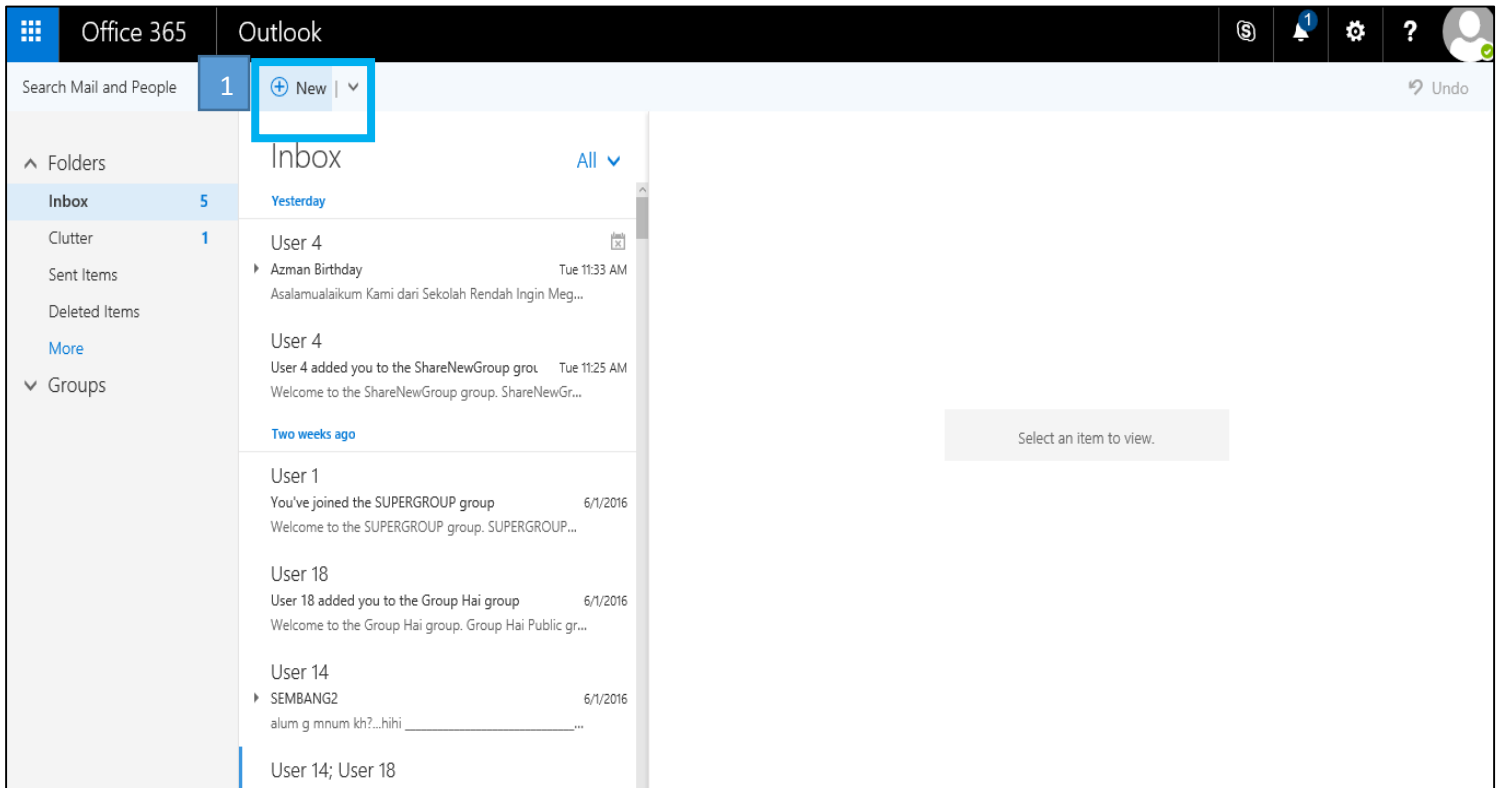 Office 365 Outlook 1 ?
Search Mail and People 1 New Undo
Inbox All
Folders
Inbox 5
Clutter 1
Sent Items
Deleted Items
More
Groups
Yesterday
User 4
Azman Birthday Tue 11:33 AM
Asalamualaikum Kami dari Sekolah Rendah Ingin Meg...
User 4
User 4 added you to the ShareNewGroup grou Tue 11:25 AM
Welcome to the ShareNewGroup group. ShareNewGr...
Two weeks ago
User 1
You've joined the SUPERGROUP group 6/1/2016
Welcome to the SUPERGROUP group. SUPERGROUP...
User 18
User 18 added you to the Group Hai group 6/1/2016
Welcome to the Group Hai group. Group Hai Public gr...
User 14
SEMBANG2 6/1/2016
alum g mnum kh?...hihi ___________________________...
User 14; User 18
Select an item to view.